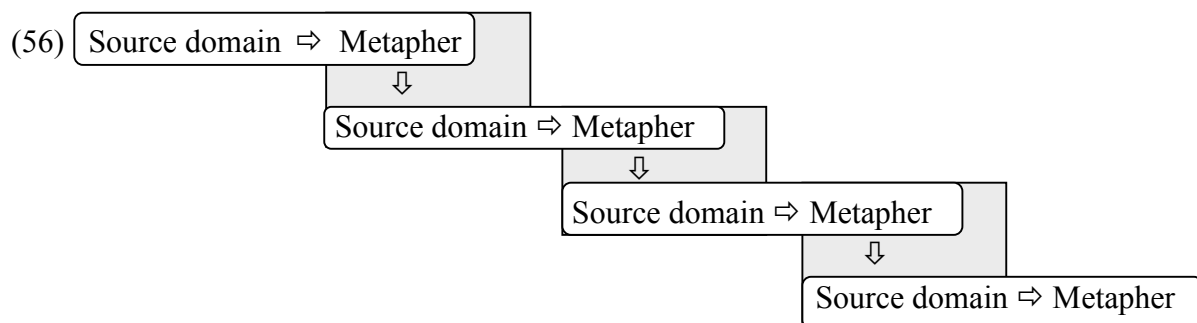 (56) Source domain ⇨ Metapher
⇩
Source domain ⇨ Metapher
⇩
Source domain ⇨ Metapher
⇩
Source domain ⇨ Metapher